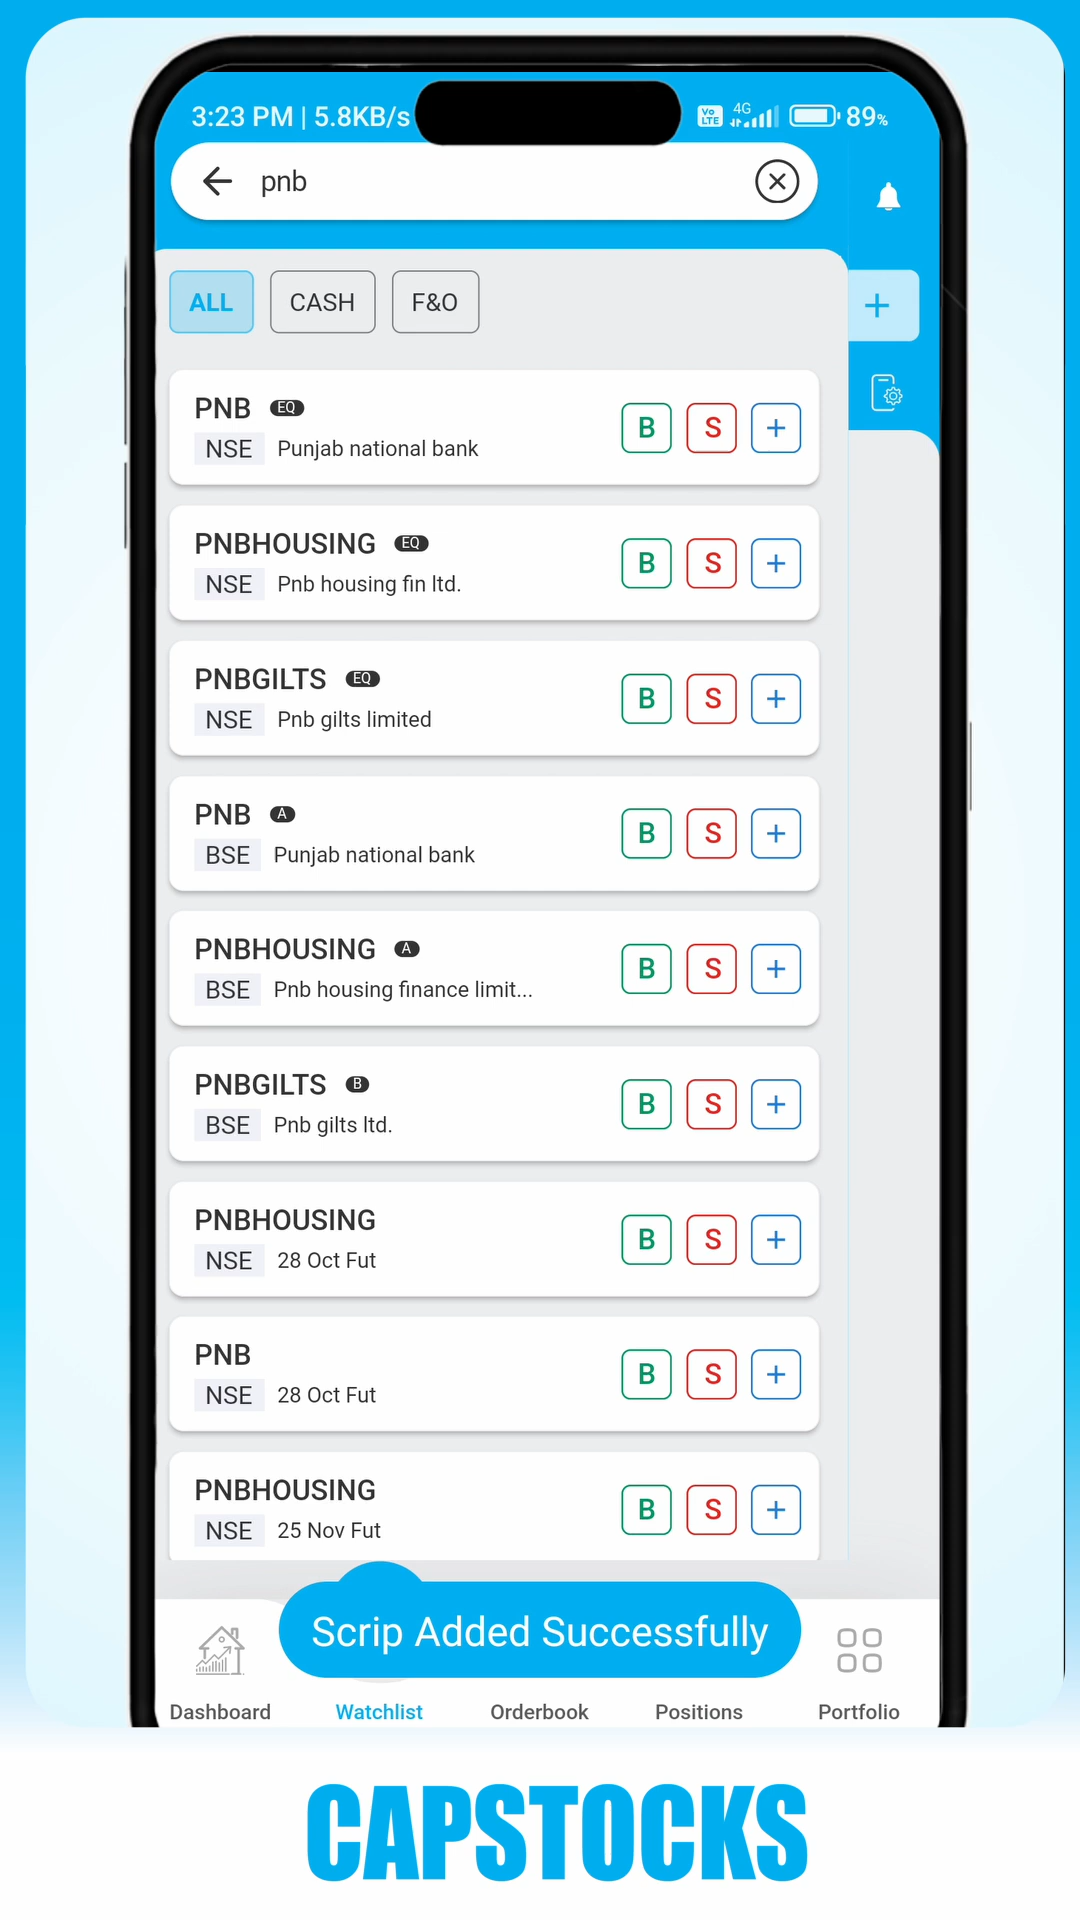 3:23 PM | 5.8KB/s Vo LTE 4G 89%
pnb
ALL CASH F&O
PNB EQ
NSE Punjab national bank
B S +
PNBHOUSING EQ
NSE Pnb housing fin ltd.
B S +
PNBGILTS EQ
NSE Pnb gilts limited
B S +
PNB A
BSE Punjab national bank
B S +
PNBHOUSING A
BSE Pnb housing finance limit...
B S +
PNBGILTS B
BSE Pnb gilts ltd.
B S +
PNBHOUSING
NSE 28 Oct Fut
B S +
PNB
NSE 28 Oct Fut
B S +
PNBHOUSING
NSE 25 Nov Fut
B S +
Scrip Added Successfully
Dashboard Watchlist Orderbook Positions Portfolio
CAPSTOCKS